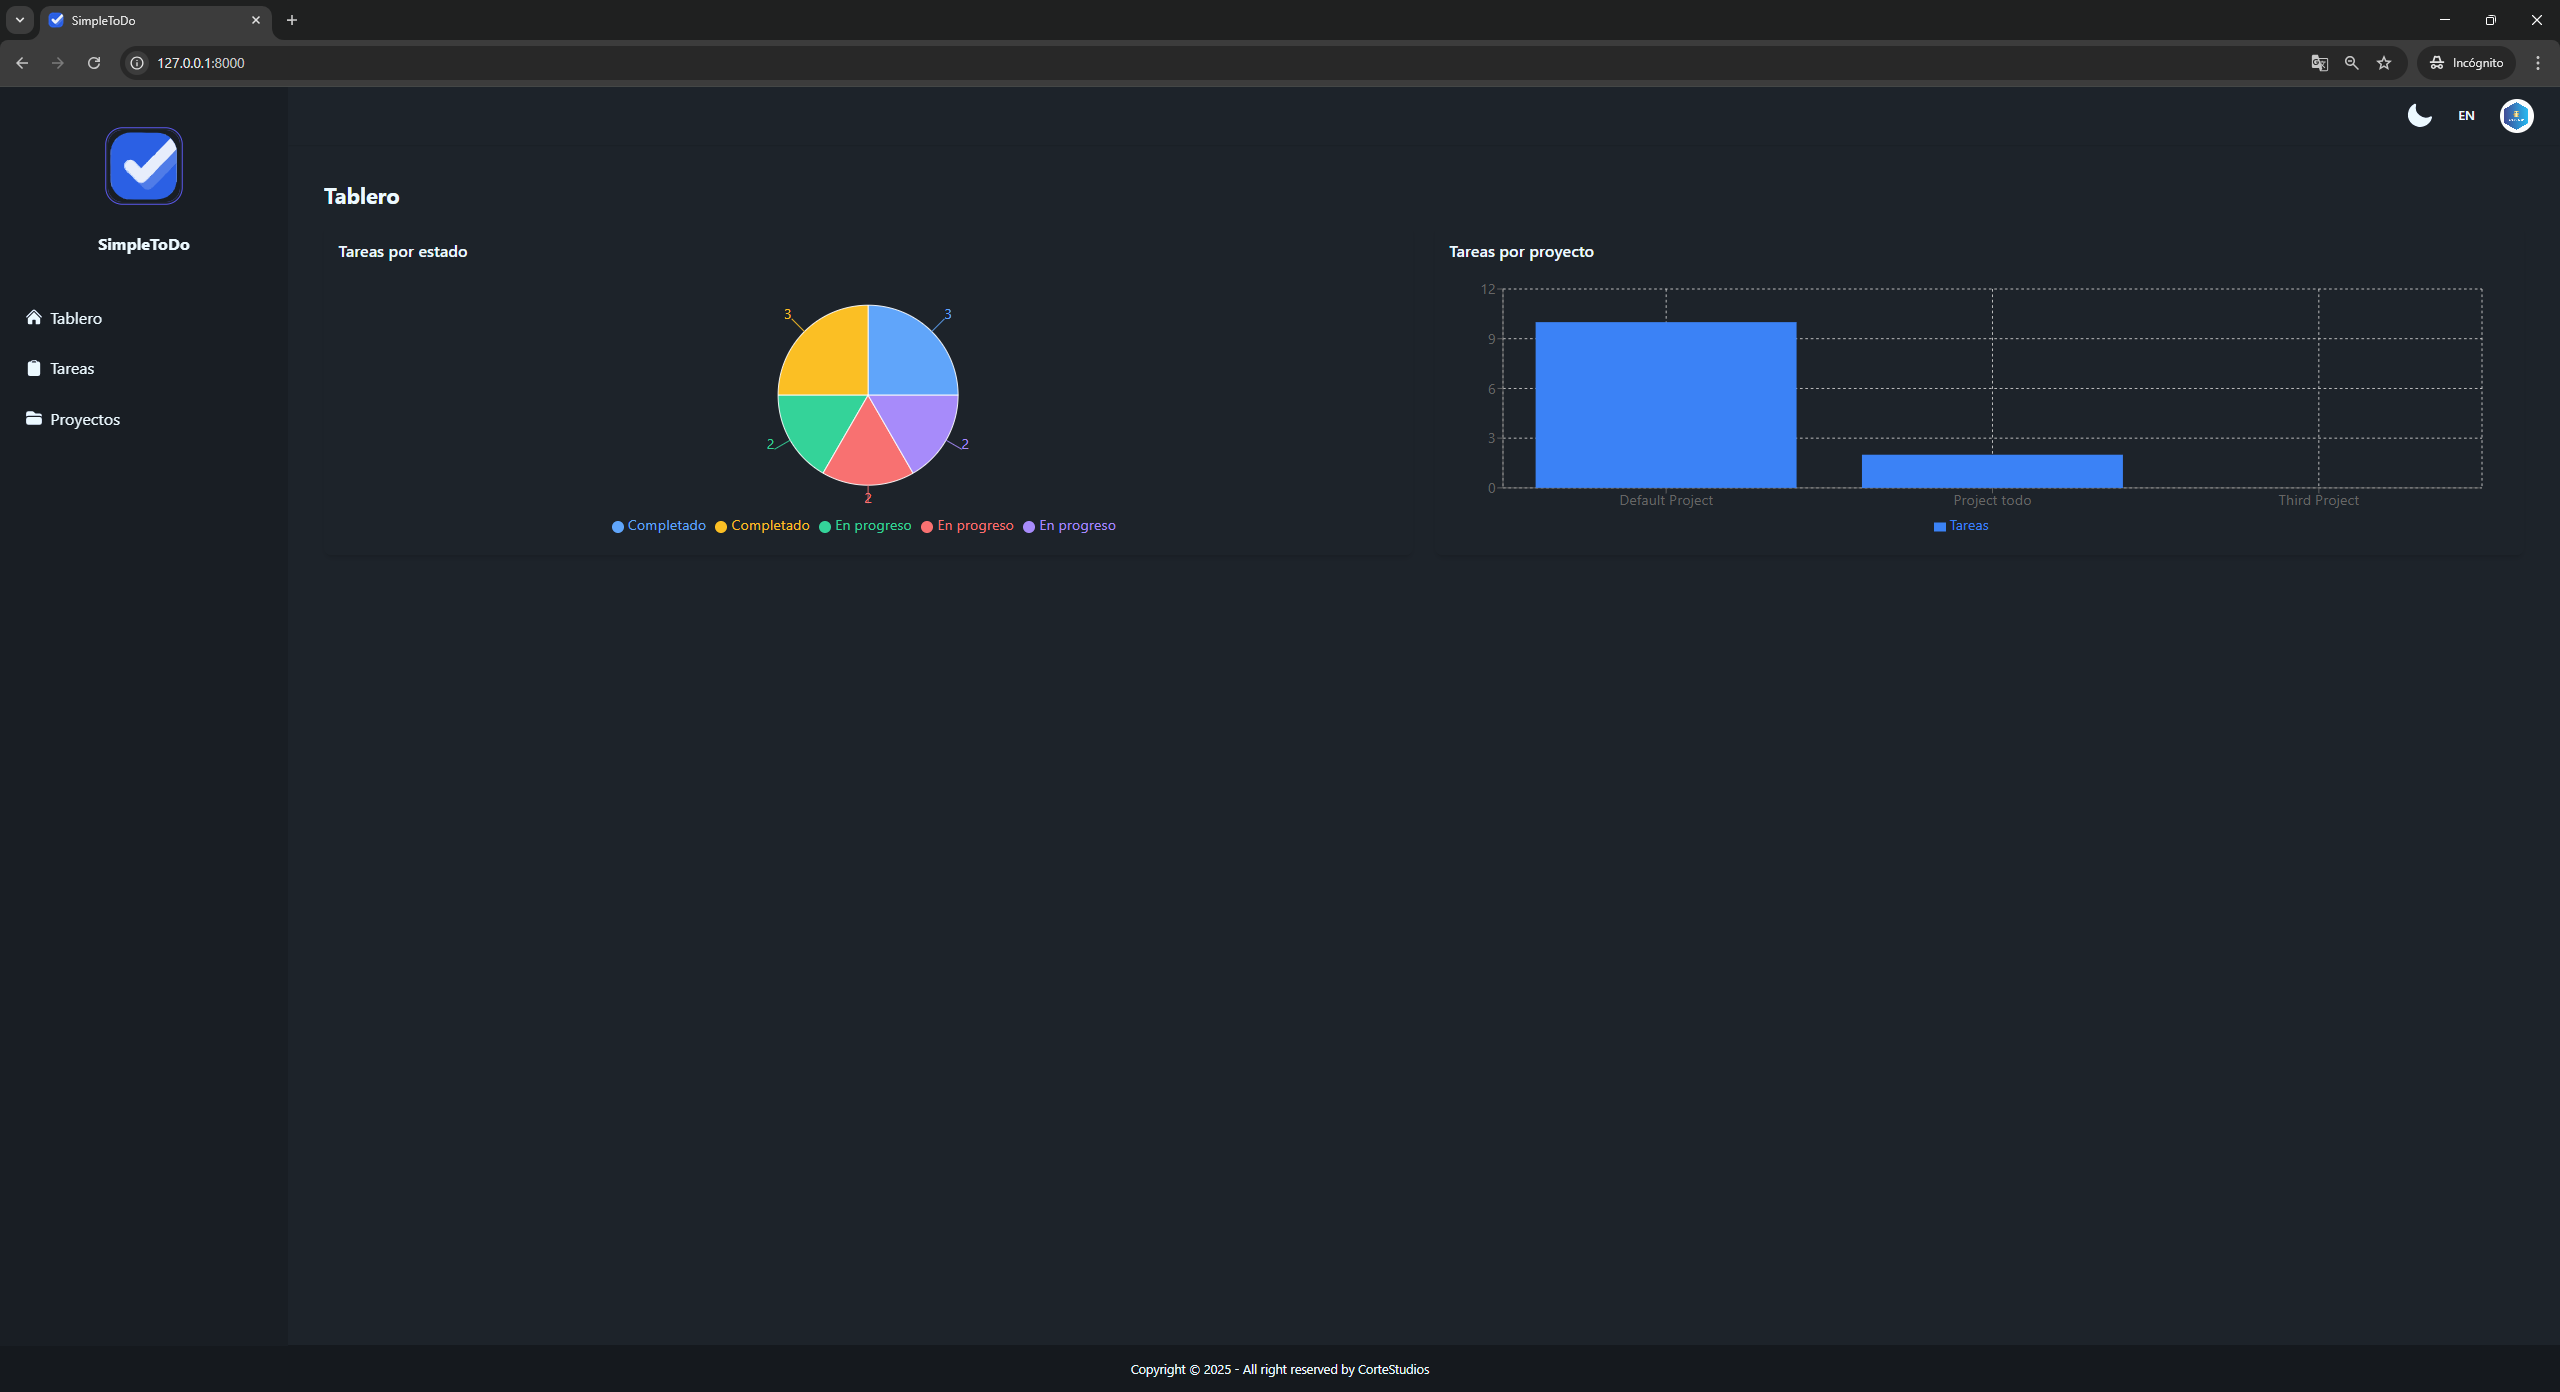 SimpleToDo
127.0.0.1:8000
Incógnito
EN
SimpleToDo
Tablero
Tareas
Proyectos
Tablero
Tareas por estado
3
3
2
2
2
Completado
Completado
En progreso
En progreso
En progreso
Tareas por proyecto
12
9
6
3
0
Default Project
Project todo
Third Project
Tareas
Copyright © 2025 - All right reserved by CorteStudios